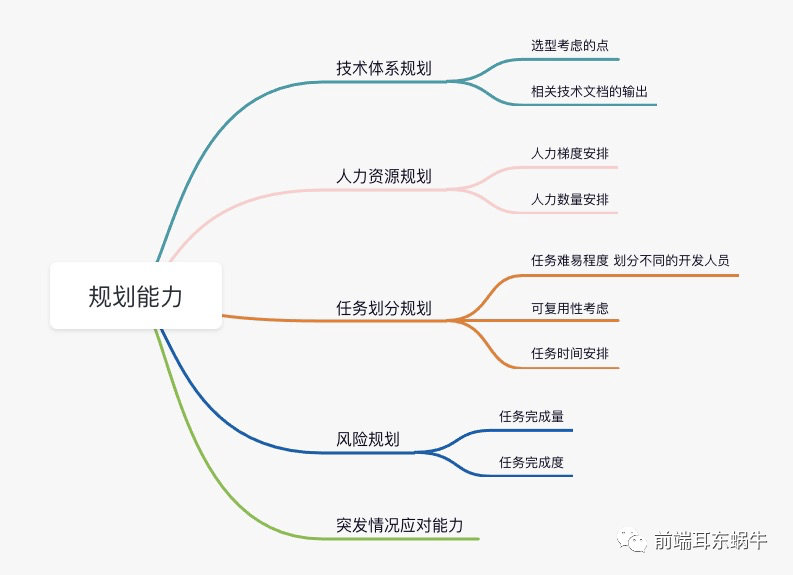 规划能力
技术体系规划
选型考虑的点
相关技术文档的输出
人力资源规划
人力梯度安排
人力数量安排
任务划分规划
任务难易程度 划分不同的开发人员
可复用性考虑
任务时间安排
风险规划
任务完成量
任务完成度
突发情况应对能力
前端耳东蜗牛